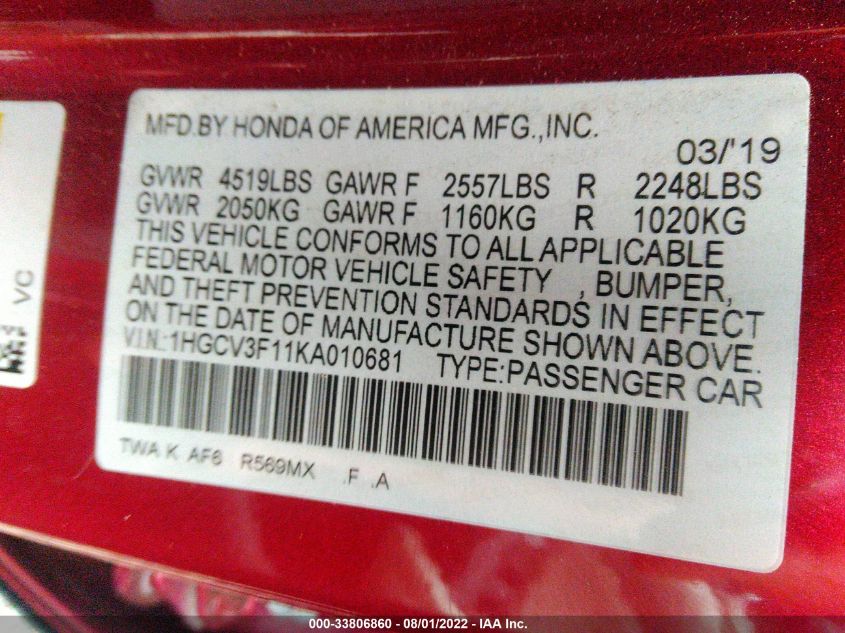 MFD.BY HONDA OF AMERICA MFG.,INC.
03/'19
GVWR 4519LBS GAWR F 2557LBS R 2248LBS
GVWR 2050KG GAWR F 1160KG R 1020KG
THIS VEHICLE CONFORMS TO ALL APPLICABLE
FEDERAL MOTOR VEHICLE SAFETY , BUMPER,
AND THEFT PREVENTION STANDARDS IN EFFECT
ON THE DATE OF MANUFACTURE SHOWN ABOVE.
V.I.N.:1HGCV3F11KA010681 TYPE:PASSENGER CAR
TWA K AF6 R569MX .F .A
VC
000-33806860 - 08/01/2022 - IAA Inc.